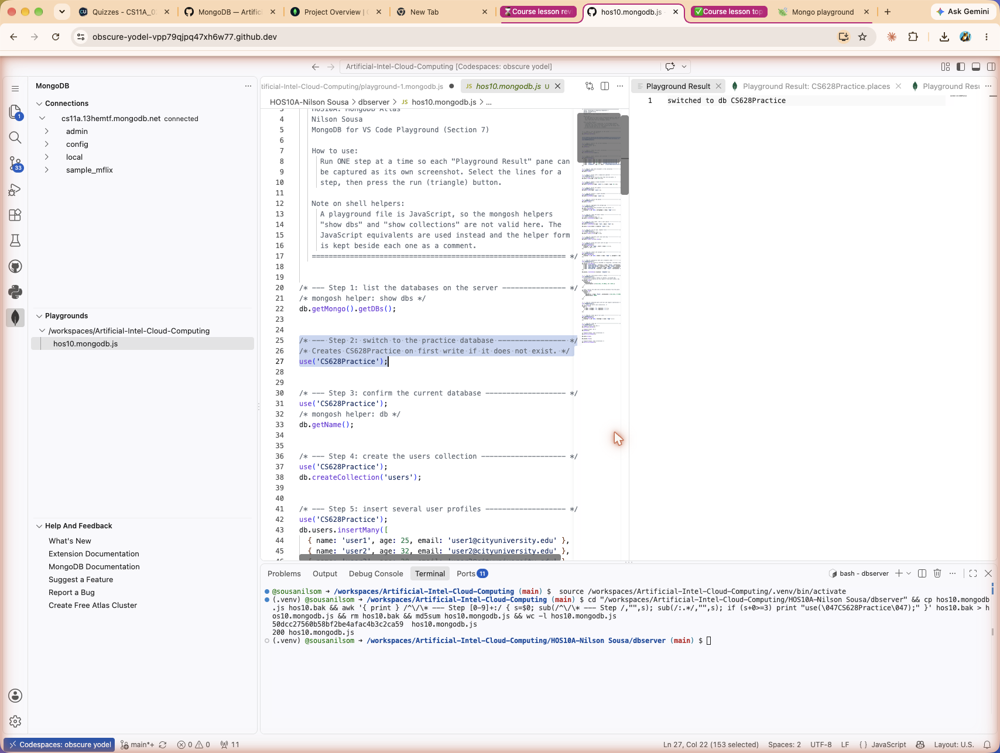 Quizzes - CS11A_0
MongoDB — Artific
Project Overview |
New Tab
⌛Course lesson rev
hos10.mongodb.js
✅Course lesson top
Mongo playground
Ask Gemini
obscure-yodel-vpp79qjpq47xh6w77.github.dev
Artificial-Intel-Cloud-Computing [Codespaces: obscure yodel]
MongoDB
Connections
cs11a.13hemtf.mongodb.net connected
admin
config
local
sample_mflix
Playgrounds
/workspaces/Artificial-Intel-Cloud-Computing
hos10.mongodb.js
Help And Feedback
What's New
Extension Documentation
MongoDB Documentation
Suggest a Feature
Report a Bug
Create Free Atlas Cluster
1
33
tificial-Intel-Cloud-Computing/playground-1.mongodb.js
JS hos10.mongodb.js U
HOS10A-Nilson Sousa > dbserver > JS hos10.mongodb.js > ...
3 HOS10A: MongoDB Atlas
4 Nilson Sousa
5 MongoDB for VS Code Playground (Section 7)
6
7 How to use:
8 Run ONE step at a time so each "Playground Result" pane can
9 be captured as its own screenshot. Select the lines for a
10 step, then press the run (triangle) button.
11
12 Note on shell helpers:
13 A playground file is JavaScript, so the mongosh helpers
14 "show dbs" and "show collections" are not valid here. The
15 JavaScript equivalents are used instead and the helper form
16 is kept beside each one as a comment.
17 ============================================================ */
18
19
20 /* --- Step 1: list the databases on the server --------------- */
21 /* mongosh helper: show dbs */
22 db.getMongo().getDBs();
23
24
25 /* --- Step 2: switch to the practice database ---------------- */
26 /* Creates CS628Practice on first write if it does not exist. */
27 use('CS628Practice');
28
29
30 /* --- Step 3: confirm the current database ------------------- */
31 use('CS628Practice');
32 /* mongosh helper: db */
33 db.getName();
34
35
36 /* --- Step 4: create the users collection -------------------- */
37 use('CS628Practice');
38 db.createCollection('users');
39
40
41 /* --- Step 5: insert several user profiles ------------------- */
42 use('CS628Practice');
43 db.users.insertMany([
44 { name: 'user1', age: 25, email: 'user1@cityuniversity.edu' },
45 { name: 'user2', age: 32, email: 'user2@cityuniversity.edu' },
Playground Result
Playground Result: CS628Practice.places
Playground Resu
1 switched to db CS628Practice
Problems
Output
Debug Console
Terminal
Ports 11
bash - dbserver
@sousanilsom → /workspaces/Artificial-Intel-Cloud-Computing (main) $ source /workspaces/Artificial-Intel-Cloud-Computing/.venv/bin/activate
(.venv) @sousanilsom → /workspaces/Artificial-Intel-Cloud-Computing (main) $ cd "/workspaces/Artificial-Intel-Cloud-Computing/HOS10A-Nilson Sousa/dbserver" && cp hos10.mongodb
.js hos10.bak && awk '{ print } /^\/\* --- Step [0-9]+:/ { s=$0; sub(/^\/\* --- Step /,"",s); sub(/:.*/,"",s); if (s+0>=3) print "use(\047CS628Practice\047);" }' hos10.bak > h
os10.mongodb.js && rm hos10.bak && md5sum hos10.mongodb.js && wc -l hos10.mongodb.js
50dcc27560b58bf2be4afac4b3c2ca59 hos10.mongodb.js
200 hos10.mongodb.js
(.venv) @sousanilsom → /workspaces/Artificial-Intel-Cloud-Computing/HOS10A-Nilson Sousa/dbserver (main) $
Codespaces: obscure yodel
main*+
0
0
11
Ln 27, Col 22 (153 selected)
Spaces: 2
UTF-8
LF
{ } JavaScript
Layout: U.S.